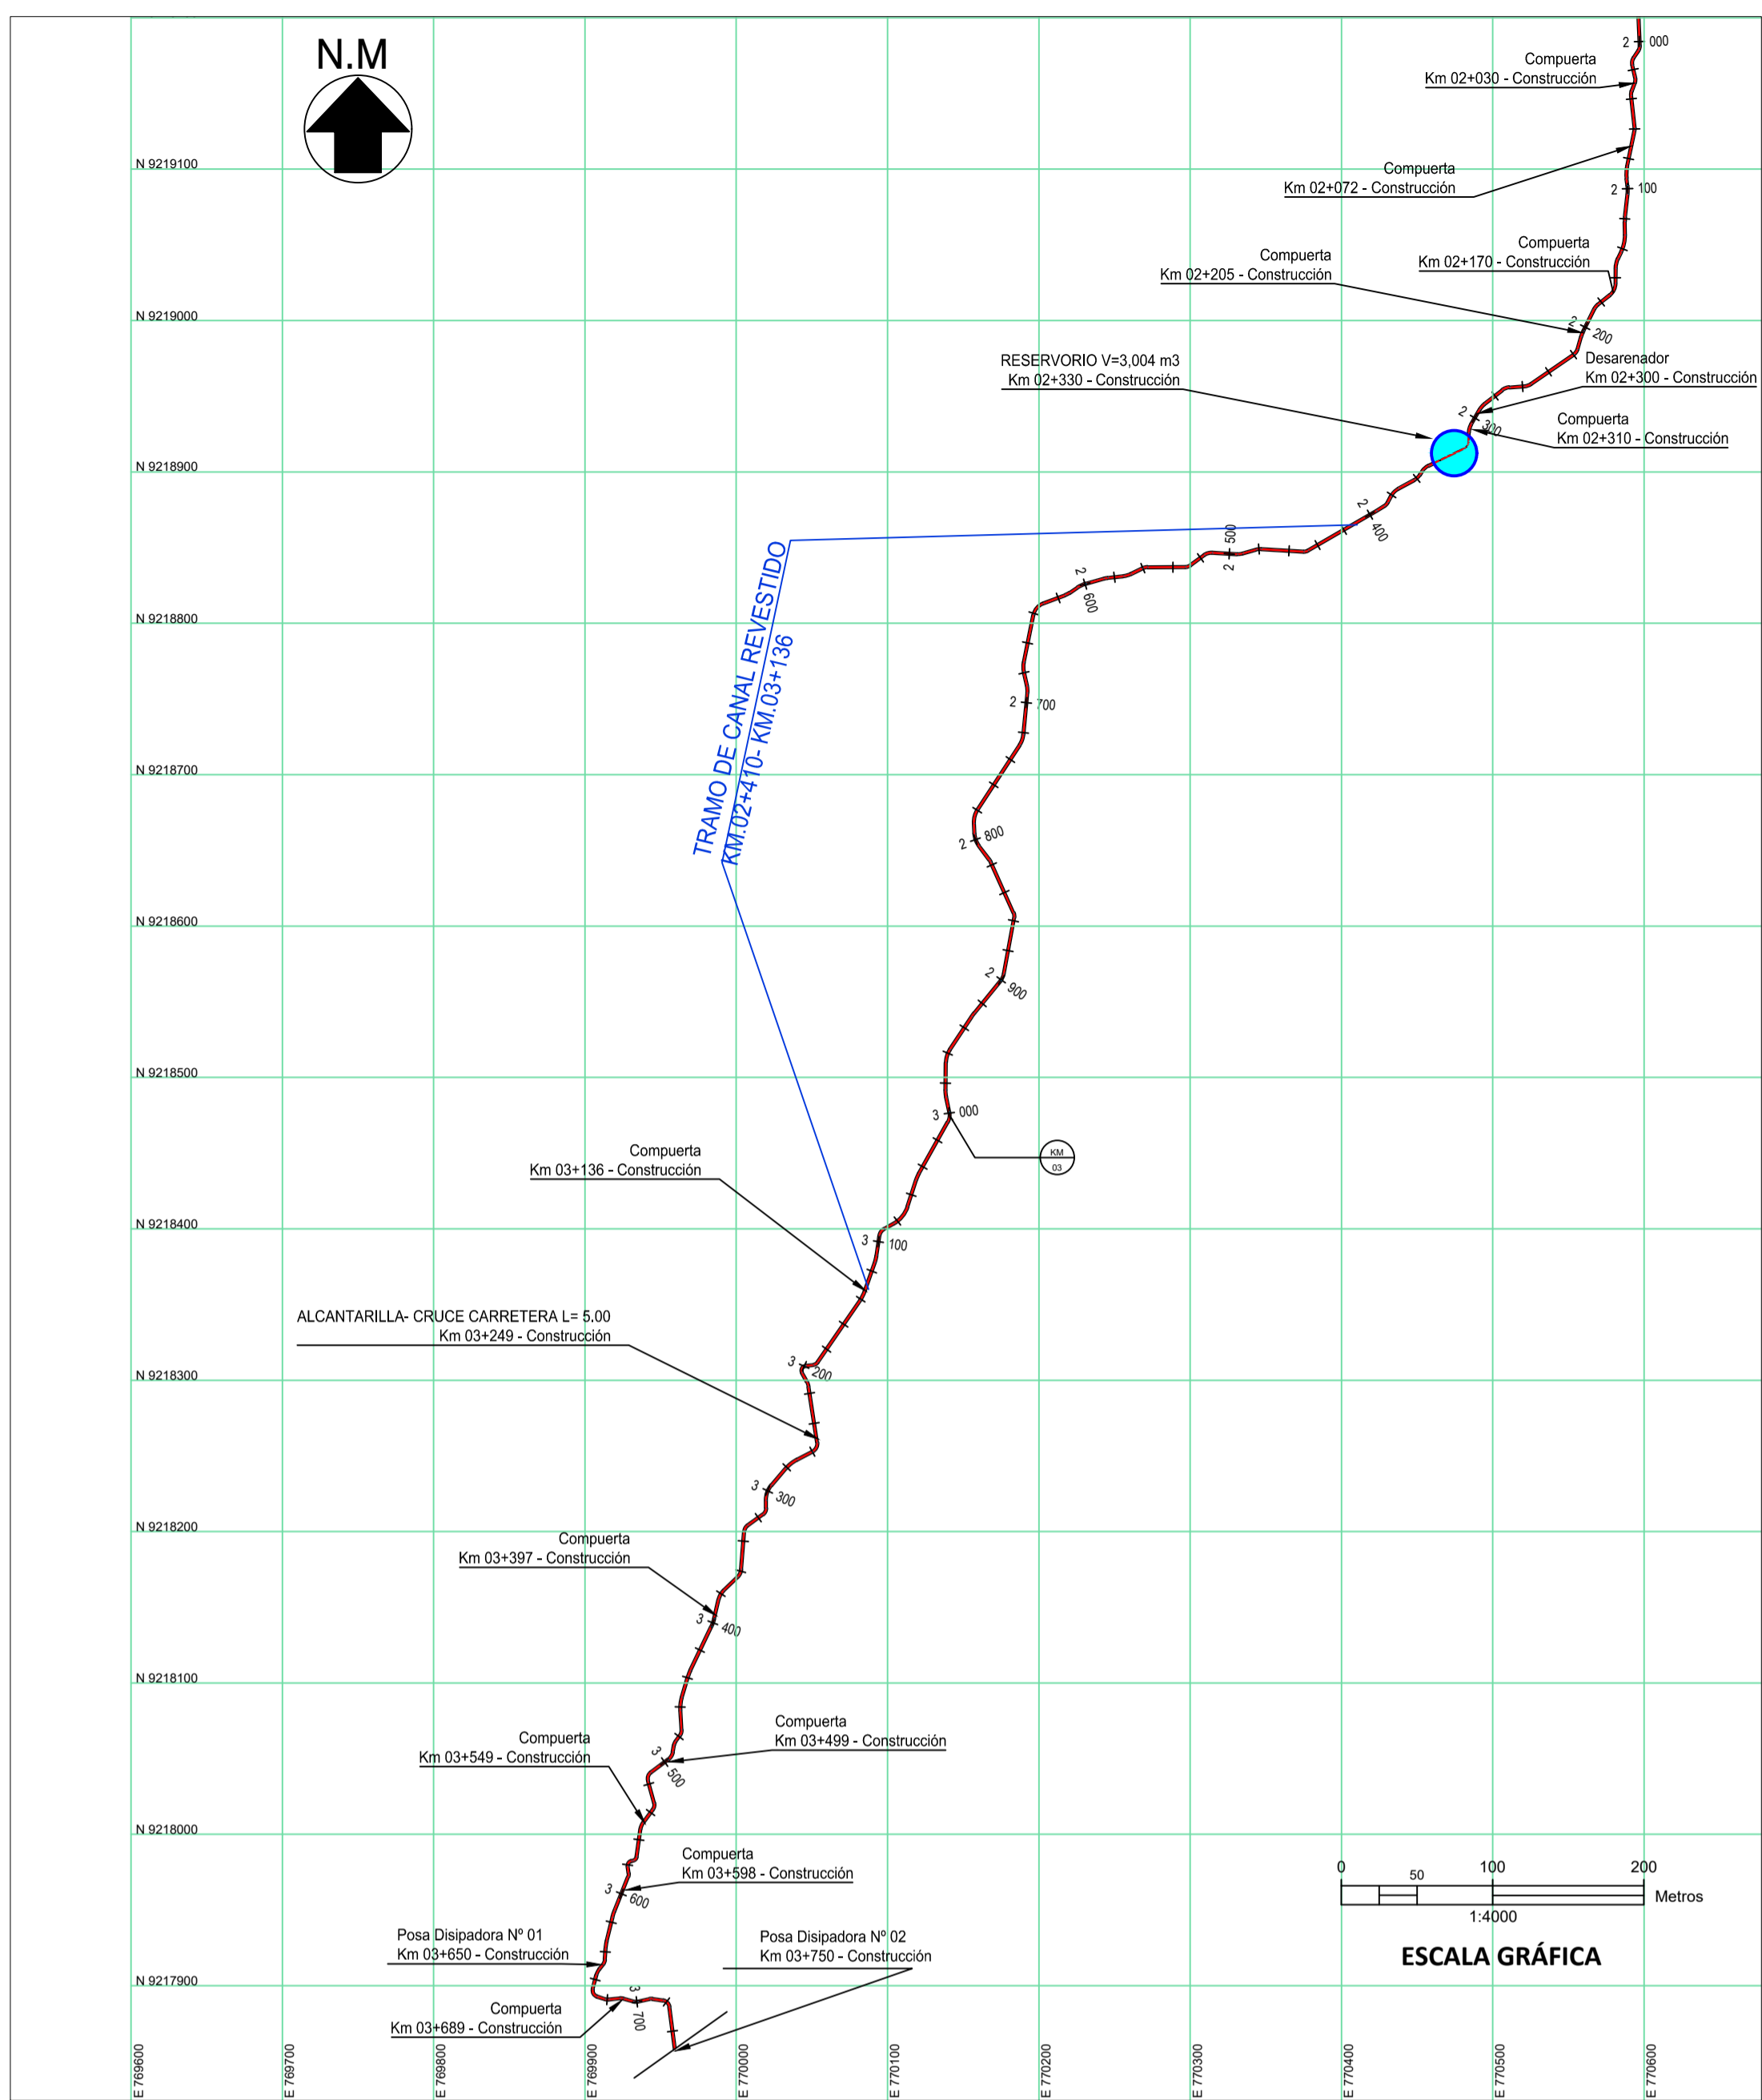 N.M
2 000
Compuerta
Km 02+030 - Construcción
N 9219100
Compuerta
Km 02+072 - Construcción
2 100
Compuerta
Km 02+170 - Construcción
Compuerta
Km 02+205 - Construcción
N 9219000
2 200
RESERVORIO V=3,004 m3
Km 02+330 - Construcción
Desarenador
Km 02+300 - Construcción
2 300
Compuerta
Km 02+310 - Construcción
N 9218900
2 400
2 500
TRAMO DE CANAL REVESTIDO
KM.02+410- KM.03+136
2 600
N 9218800
2 700
N 9218700
2 800
N 9218600
2 900
N 9218500
3 000
KM
03
Compuerta
Km 03+136 - Construcción
N 9218400
3 100
ALCANTARILLA- CRUCE CARRETERA L= 5.00
Km 03+249 - Construcción
3 200
N 9218300
3 300
N 9218200
Compuerta
Km 03+397 - Construcción
3 400
N 9218100
Compuerta
Km 03+499 - Construcción
Compuerta
Km 03+549 - Construcción
3 500
N 9218000
Compuerta
Km 03+598 - Construcción
3 600
0 50 100 200
Metros
1:4000
ESCALA GRÁFICA
Posa Disipadora Nº 01
Km 03+650 - Construcción
Posa Disipadora Nº 02
Km 03+750 - Construcción
N 9217900
3 700
Compuerta
Km 03+689 - Construcción
E 769600
E 769700
E 769800
E 769900
E 770000
E 770100
E 770200
E 770300
E 770400
E 770500
E 770600